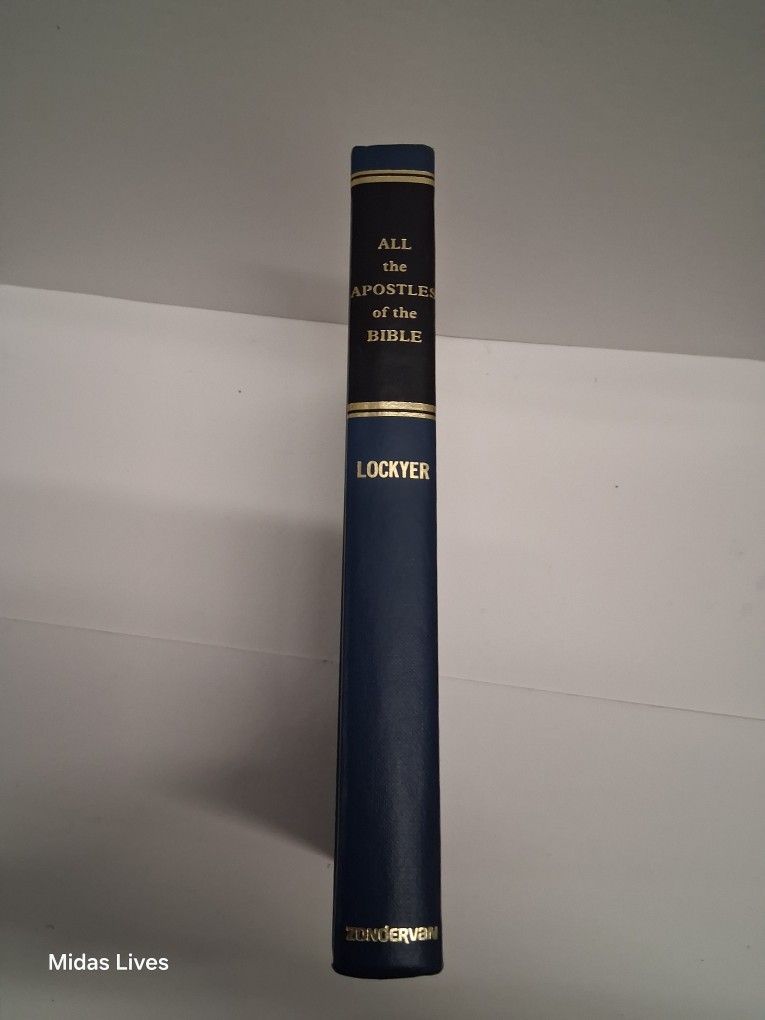 ALL
the
APOSTLES
of the
BIBLE
LOCKYER
ZONDERVAN
Midas Lives